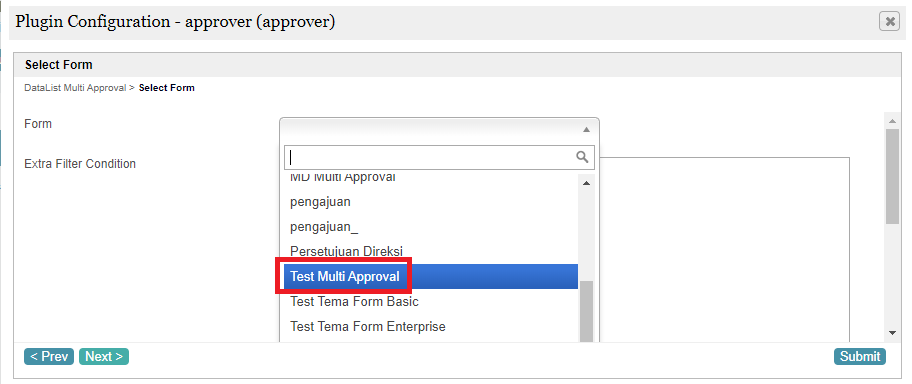 Plugin Configuration - approver (approver)
Select Form
DataList Multi Approval > Select Form
Form
Extra Filter Condition
MD Multi Approval
pengajuan
pengajuan_
Persetujuan Direksi
Test Multi Approval
Test Tema Form Basic
Test Tema Form Enterprise
< Prev Next > Submit